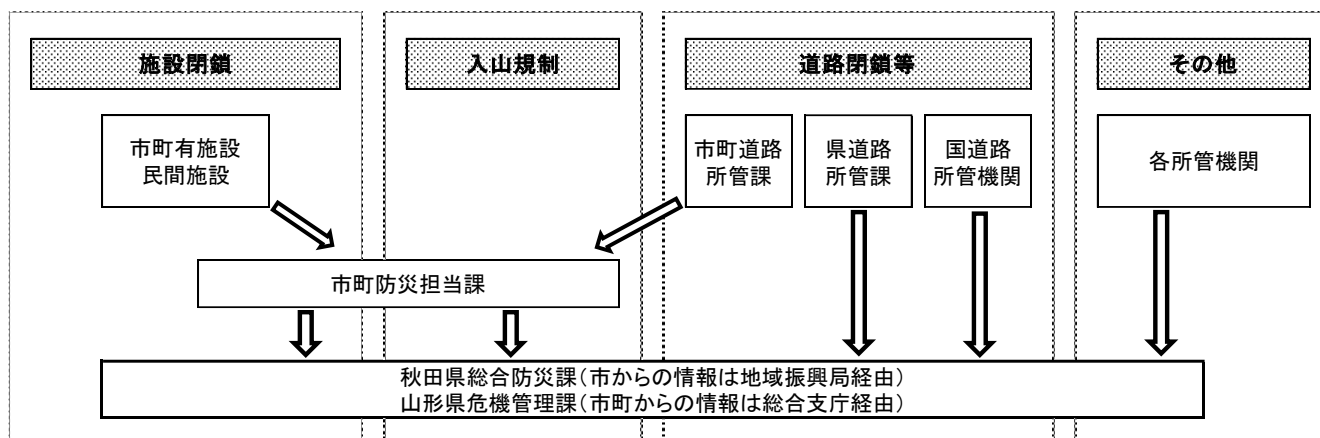 施設閉鎖
入山規制
道路閉鎖等
その他
市町有施設
民間施設
市町道路
所管課
県道路
所管課
国道路
所管機関
各所管機関
市町防災担当課
秋田県総合防災課(市からの情報は地域振興局経由)
山形県危機管理課(市町からの情報は総合支庁経由)